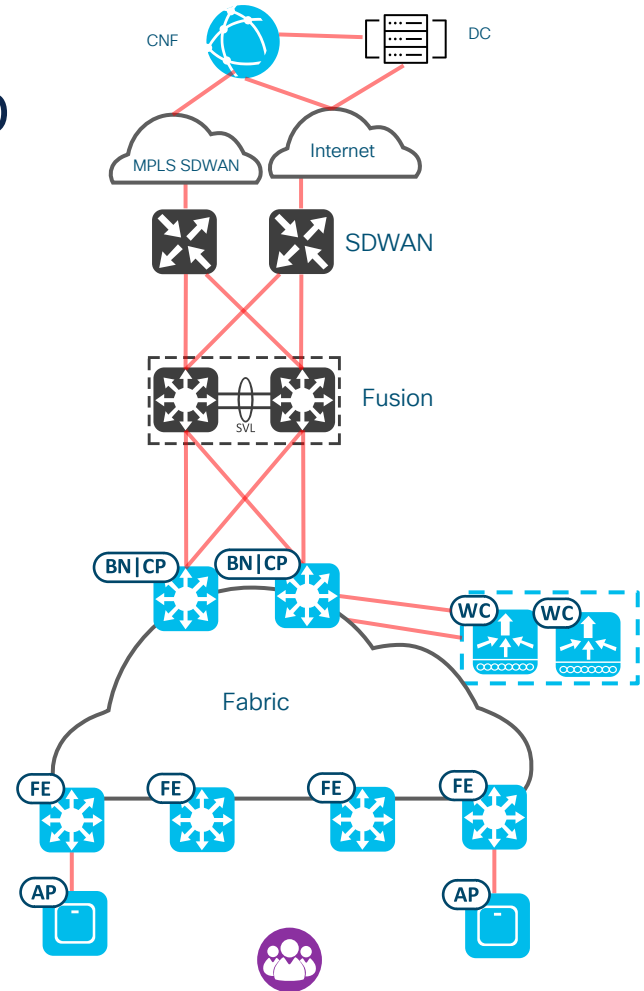 CNF
DC
)
MPLS SDWAN
Internet
SDWAN
Fusion
SVL
BN|CP
BN|CP
WC
WC
Fabric
FE
FE
FE
FE
AP
AP